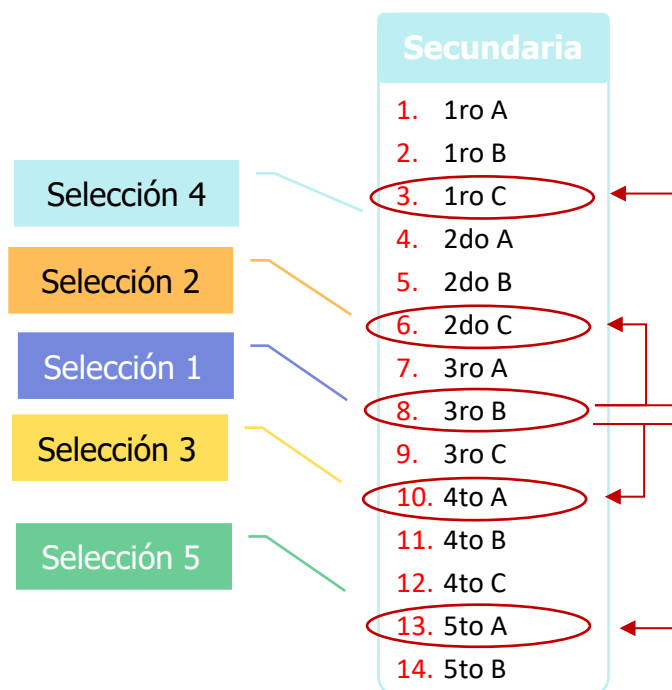 Secundaria
1. 1ro A
2. 1ro B
3. 1ro C
4. 2do A
5. 2do B
6. 2do C
7. 3ro A
8. 3ro B
9. 3ro C
10. 4to A
11. 4to B
12. 4to C
13. 5to A
14. 5to B
Selección 4
Selección 2
Selección 1
Selección 3
Selección 5